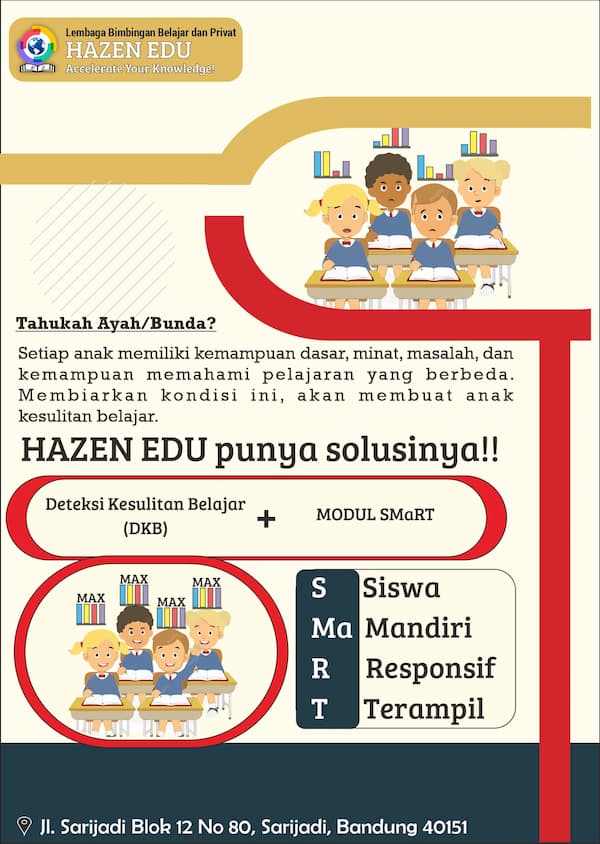 Lembaga Bimbingan Belajar dan Privat
HAZEN EDU
Accelerate Your Knowledge!
Tahukah Ayah/Bunda?
Setiap anak memiliki kemampuan dasar, minat, masalah, dan
kemampuan memahami pelajaran yang berbeda.
Membiarkan kondisi ini, akan membuat anak
kesulitan belajar.
HAZEN EDU punya solusinya!!
Deteksi Kesulitan Belajar
(DKB)
+
MODUL SMaRT
MAX
MAX
MAX
MAX
S Siswa
Ma Mandiri
R Responsif
T Terampil
Jl. Sarijadi Blok 12 No 80, Sarijadi, Bandung 40151